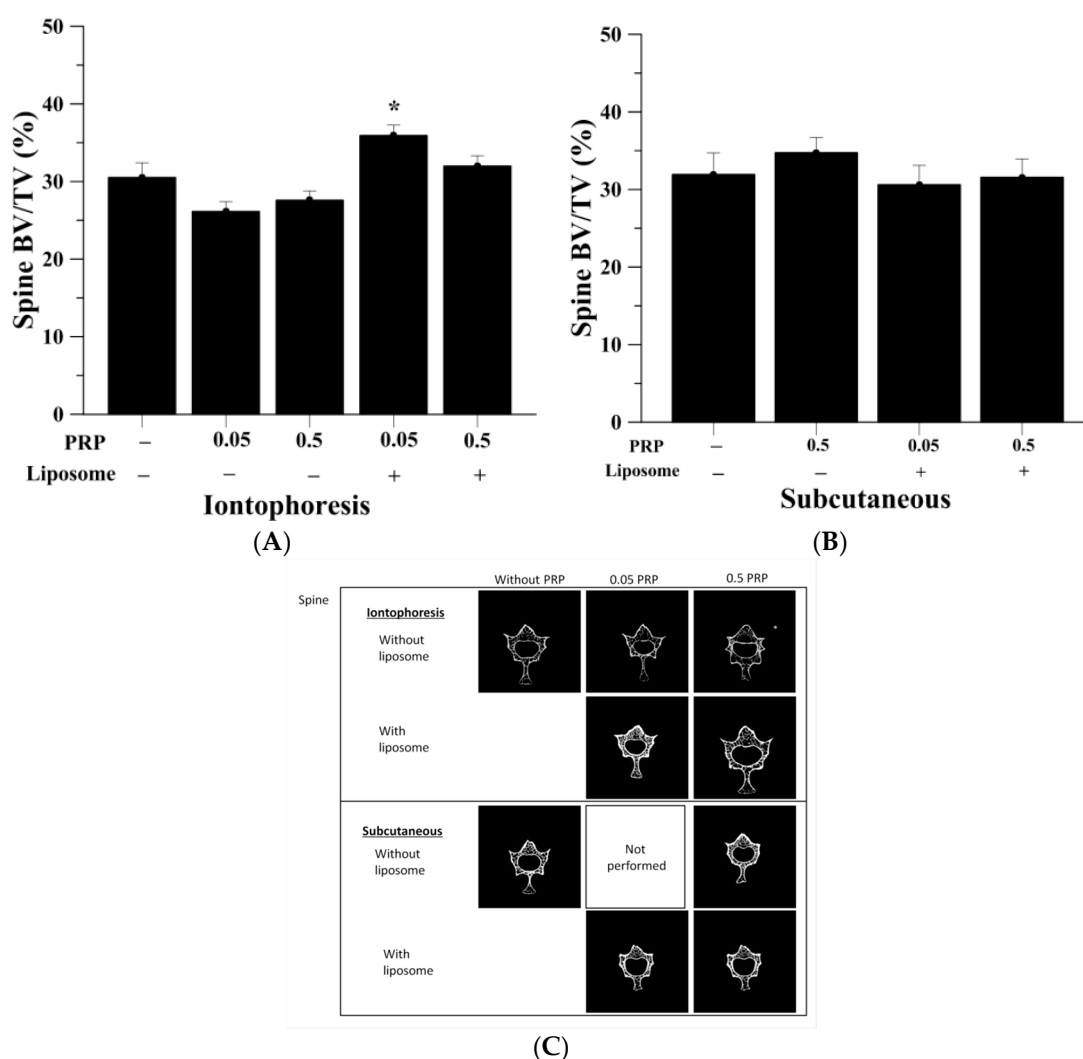 50
40
30
20
10
0
Spine BV/TV (%)
*
PRP – 0.05 0.5 0.05 0.5
Liposome – – – + +
Iontophoresis
(A)
50
40
30
20
10
0
Spine BV/TV (%)
PRP – 0.5 0.05 0.5
Liposome – – + +
Subcutaneous
(B)
Without PRP 0.05 PRP 0.5 PRP
Spine
Iontophoresis
Without
liposome
With
liposome
Subcutaneous
Without
liposome
Not
performed
With
liposome
(C)